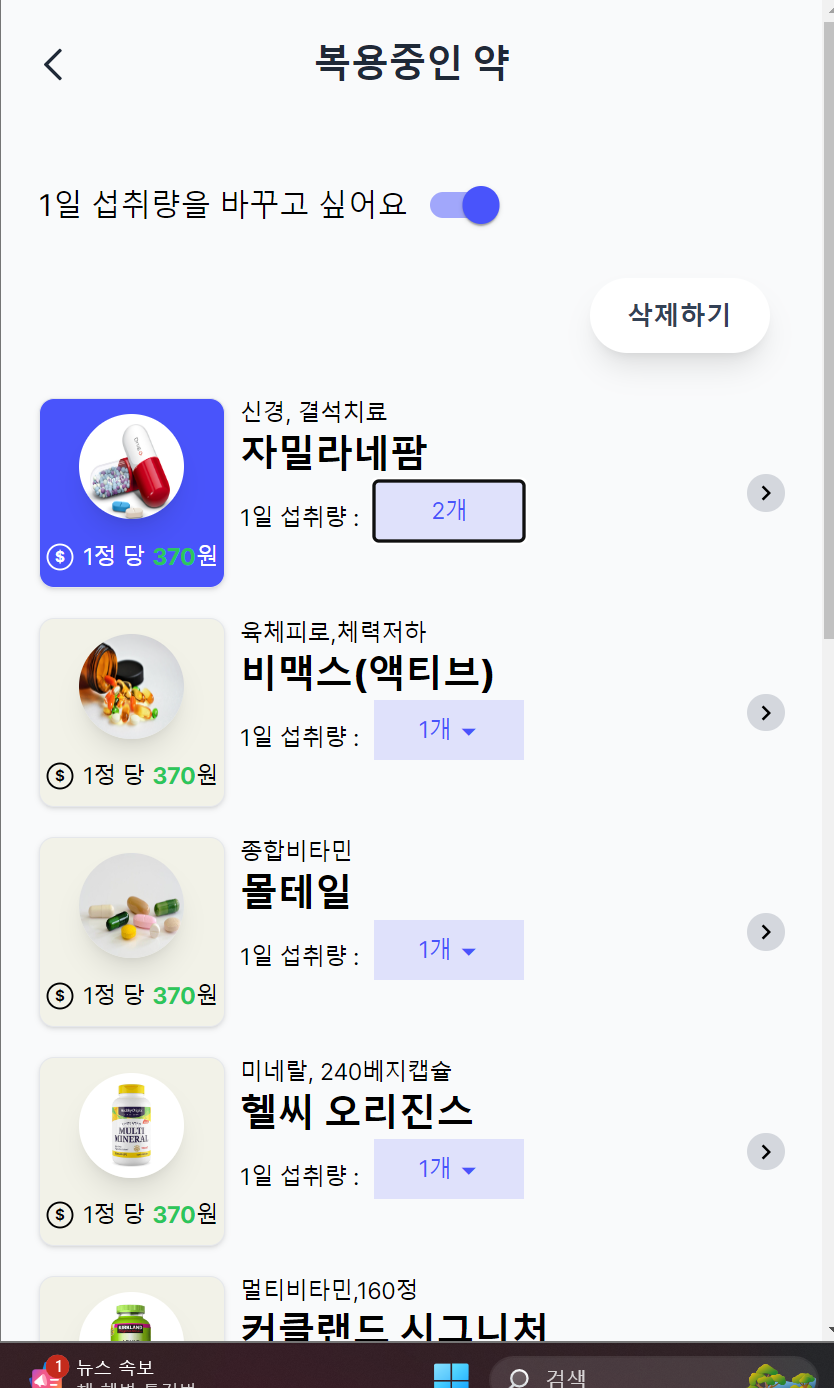 복용중인 약
1일 섭취량을 바꾸고 싶어요
삭제하기
신경, 결석치료
자밀라네팜
1일 섭취량 : 2개
$ 1정 당 370원
육체피로,체력저하
비맥스(액티브)
1일 섭취량 : 1개
$ 1정 당 370원
종합비타민
몰테일
1일 섭취량 : 1개
$ 1정 당 370원
미네랄, 240베지캡슐
헬씨 오리진스
1일 섭취량 : 1개
MULTI
MINERAL
$ 1정 당 370원
멀티비타민,160정
커클랜드 시그니처
KIRKLAND
1 뉴스 속보
검색